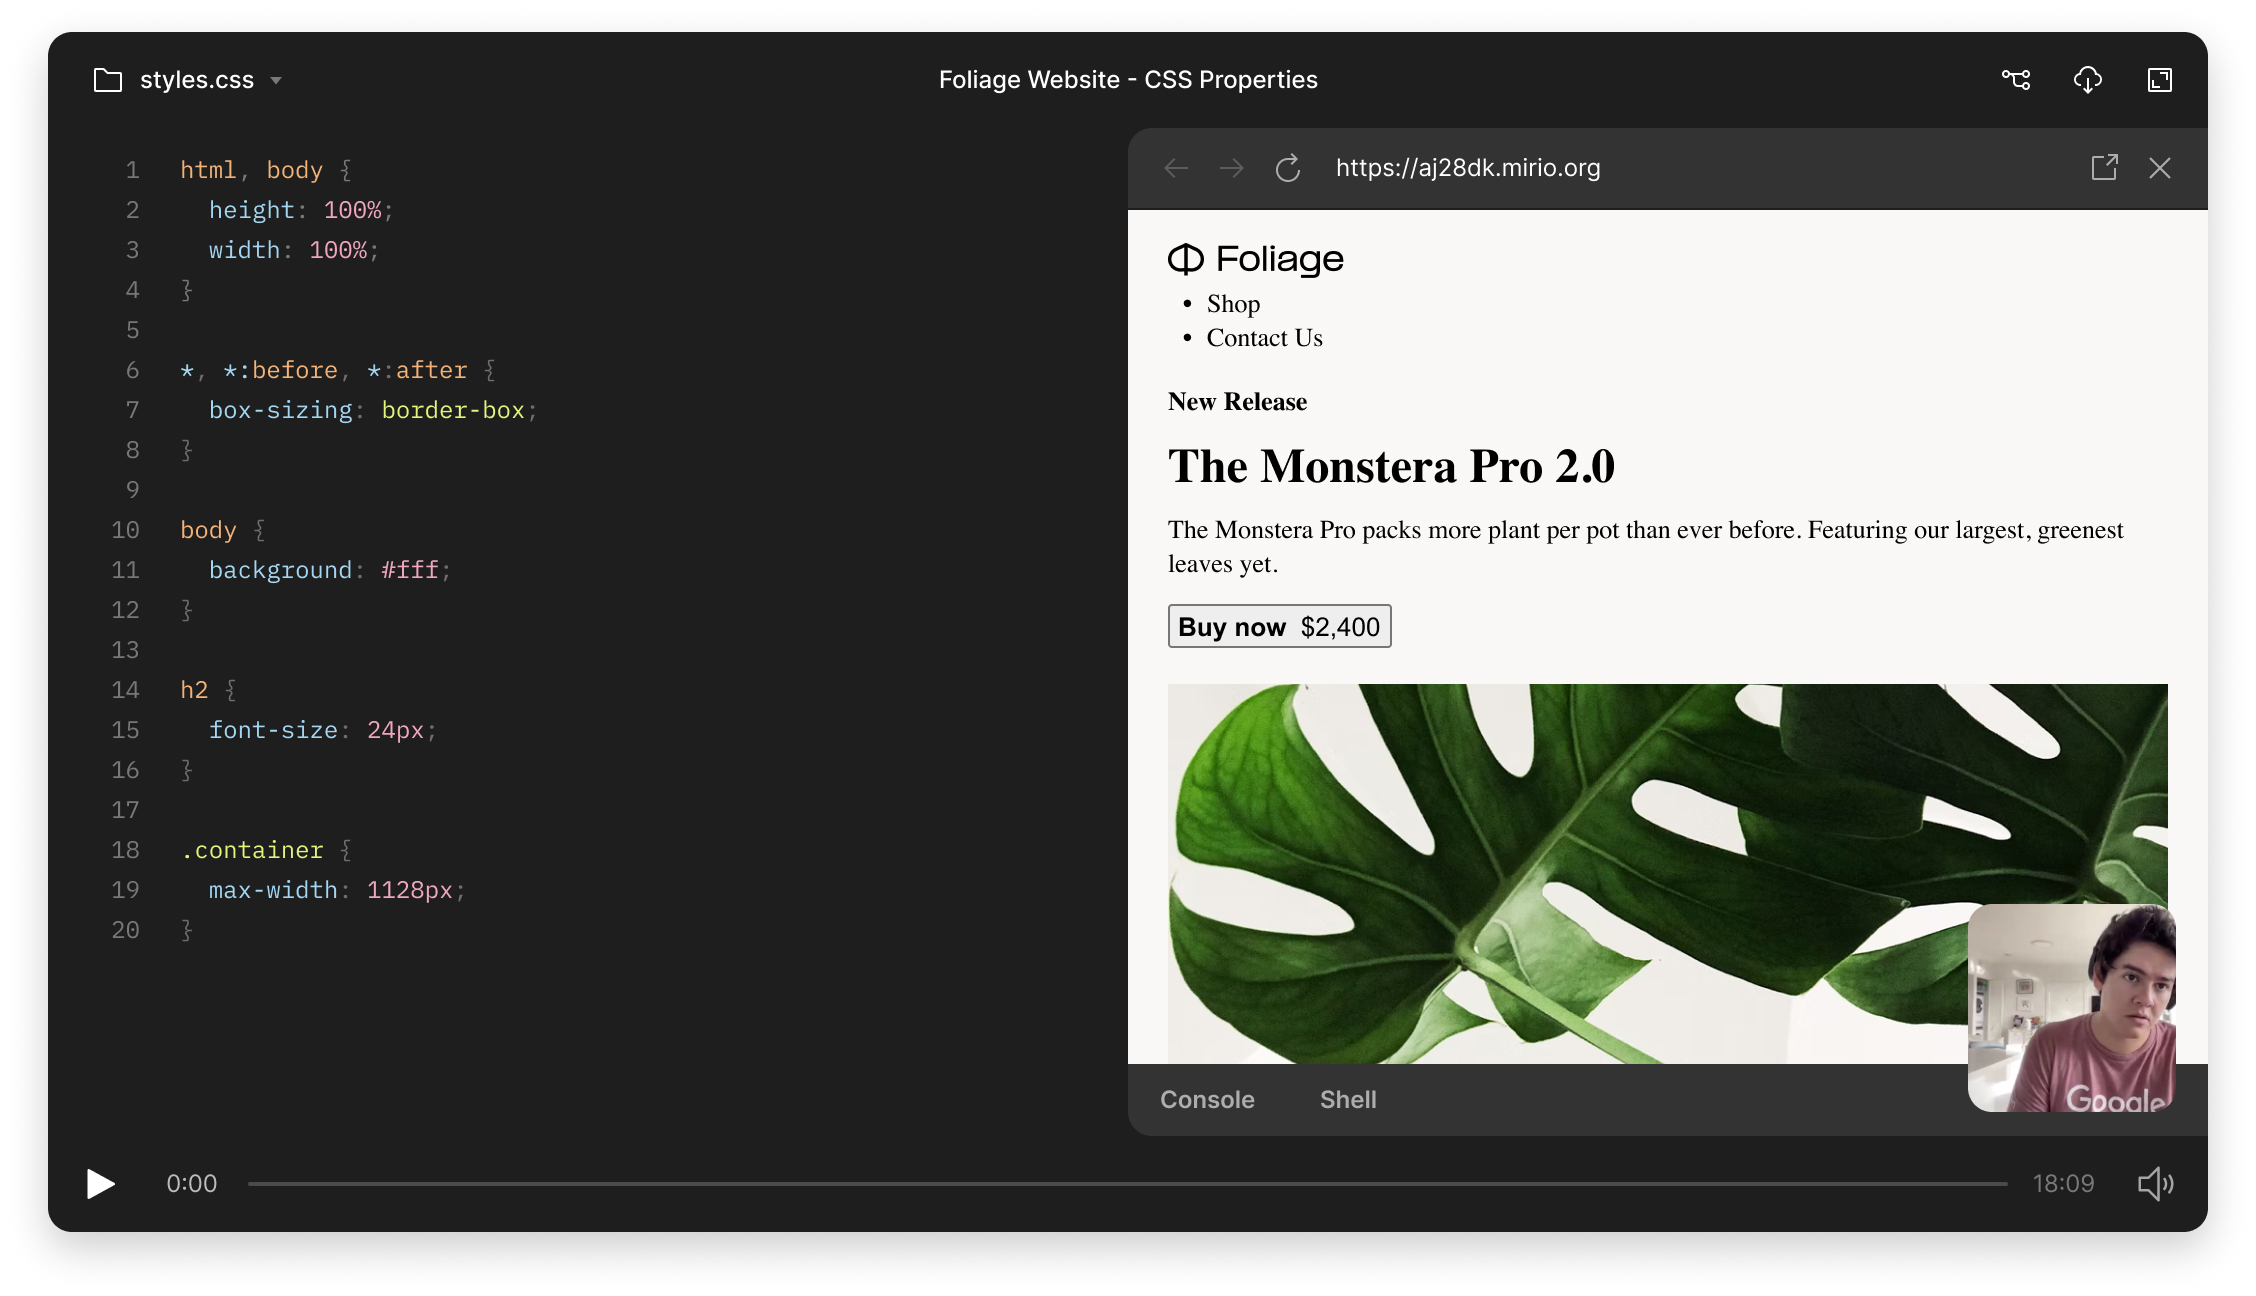 styles.css
Foliage Website - CSS Properties
1 html, body {
2   height: 100%;
3   width: 100%;
4 }
5
6 *, *:before, *:after {
7   box-sizing: border-box;
8 }
9
10 body {
11   background: #fff;
12 }
13
14 h2 {
15   font-size: 24px;
16 }
17
18 .container {
19   max-width: 1128px;
20 }
https://aj28dk.mirio.org
Foliage
• Shop
• Contact Us
New Release
The Monstera Pro 2.0
The Monstera Pro packs more plant per pot than ever before. Featuring our largest, greenest
leaves yet.
Buy now $2,400
Google
Console Shell
0:00 18:09